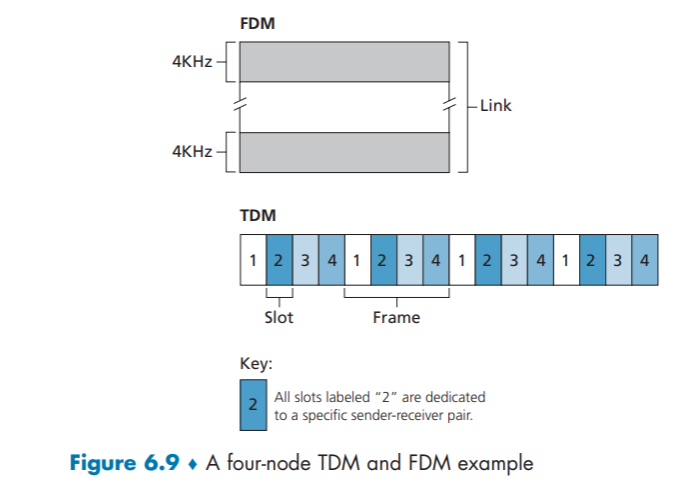 FDM
4KHz
Link
4KHz
TDM
1 2 3 4 1 2 3 4 1 2 3 4 1 2 3 4
Slot Frame
Key:
2 All slots labeled “2” are dedicated
to a specific sender-receiver pair.
Figure 6.9 ♦ A four-node TDM and FDM example